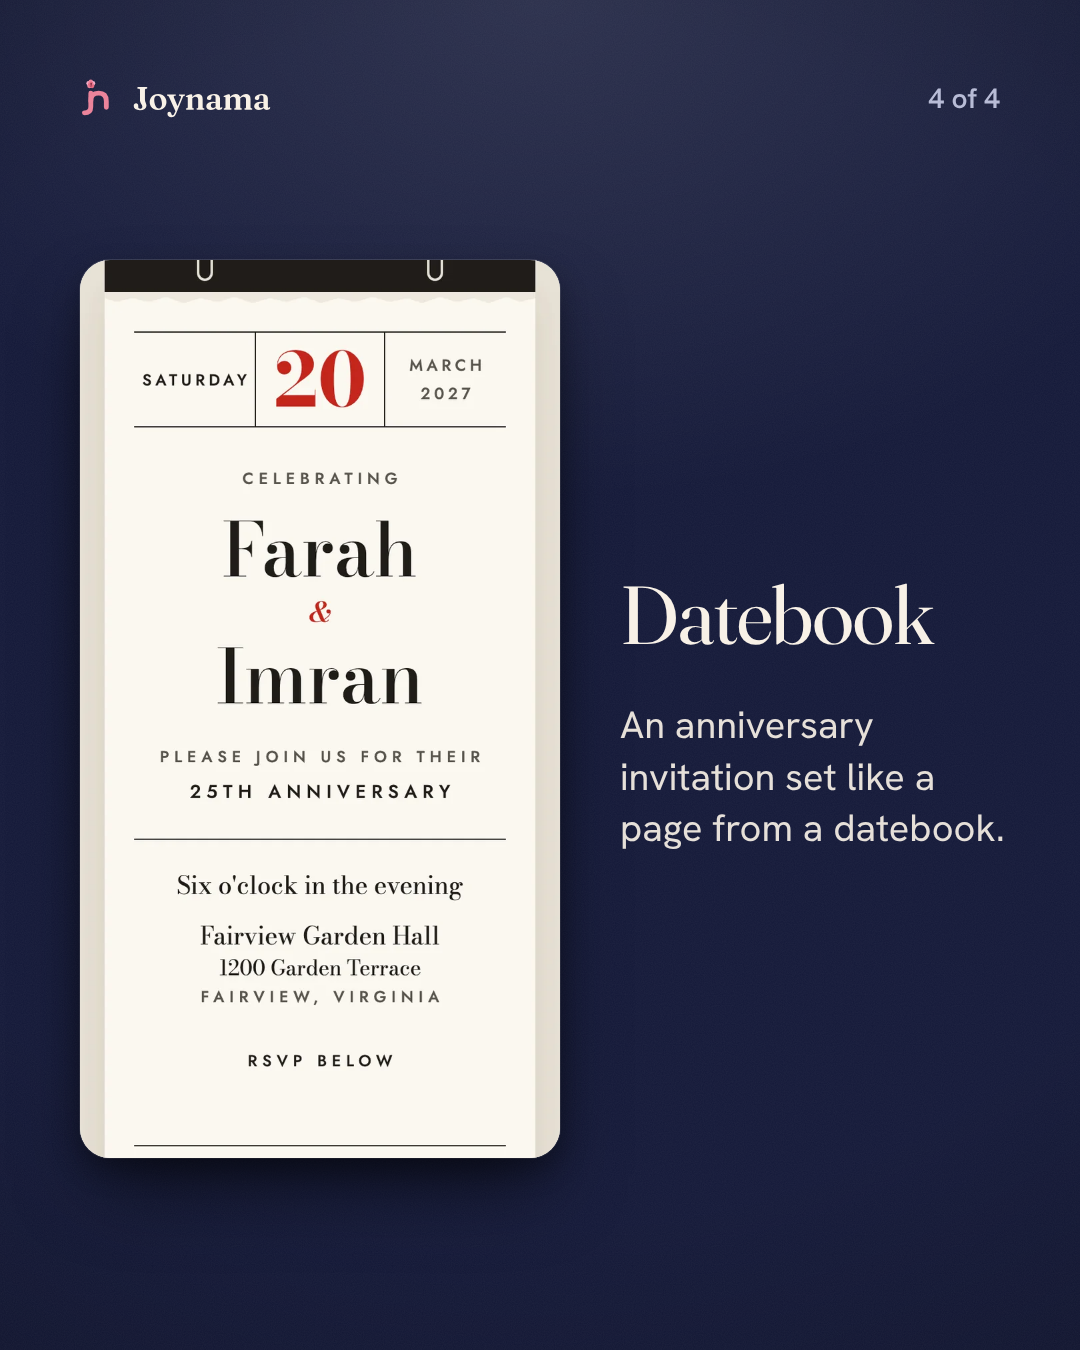 Joynama
4 of 4
SATURDAY
20
MARCH
2027
CELEBRATING
Farah
&
Imran
PLEASE JOIN US FOR THEIR
25TH ANNIVERSARY
Six o'clock in the evening
Fairview Garden Hall
1200 Garden Terrace
FAIRVIEW, VIRGINIA
RSVP BELOW
Datebook
An anniversary
invitation set like a
page from a datebook.